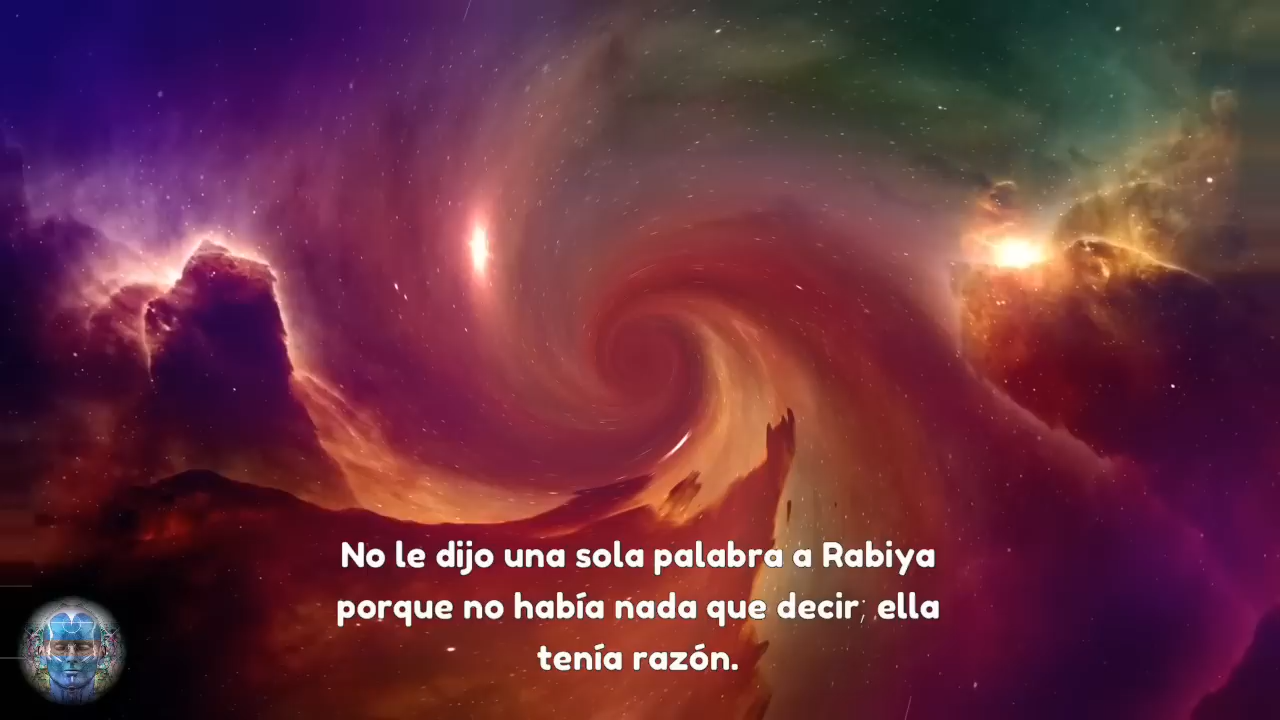 No le dijo una sola palabra a Rabiya
porque no había nada que decir; ella
tenía razón.